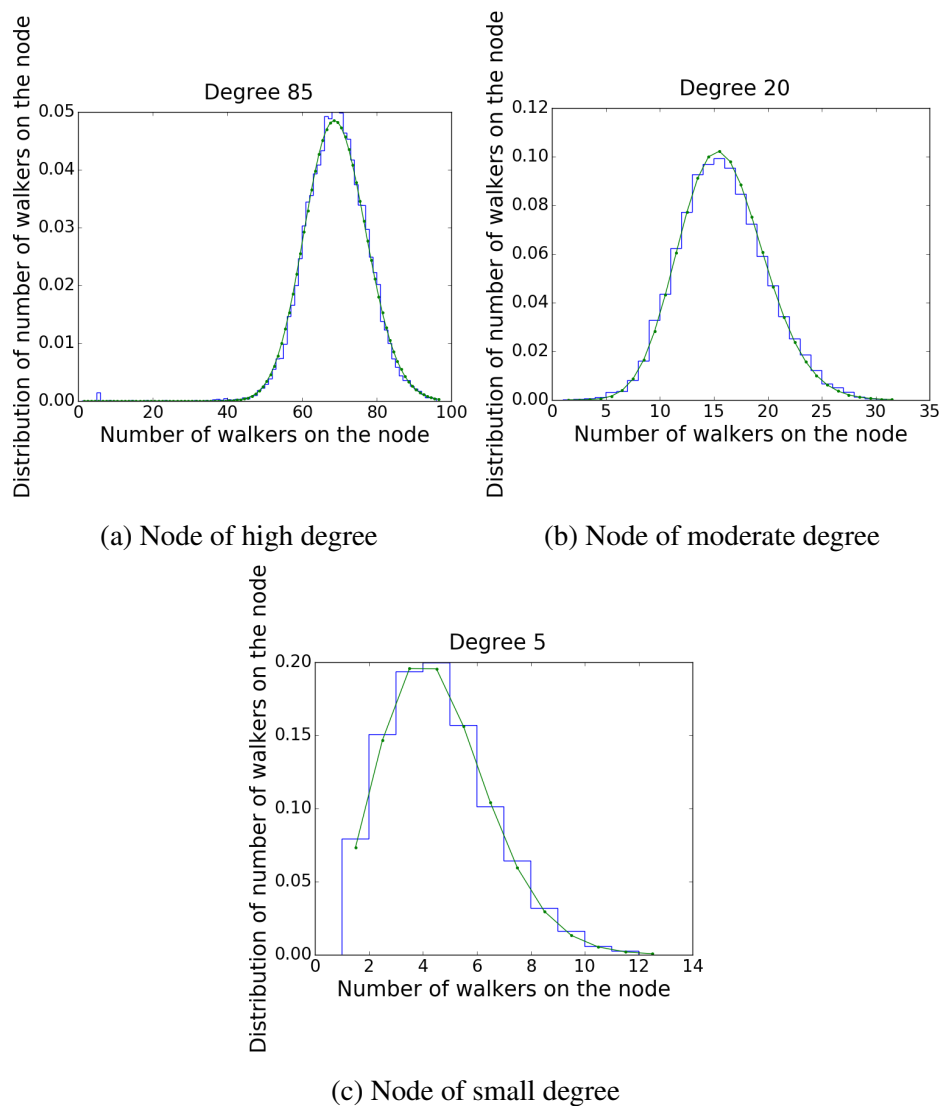 Degree 85
Distribution of number of walkers on the node
0.05
0.04
0.03
0.02
0.01
0.00
0 20 40 60 80 100
Number of walkers on the node
(a) Node of high degree
Degree 20
Distribution of number of walkers on the node
0.12
0.10
0.08
0.06
0.04
0.02
0.00
0 5 10 15 20 25 30 35
Number of walkers on the node
(b) Node of moderate degree
Degree 5
Distribution of number of walkers on the node
0.20
0.15
0.10
0.05
0.00
0 2 4 6 8 10 12 14
Number of walkers on the node
(c) Node of small degree